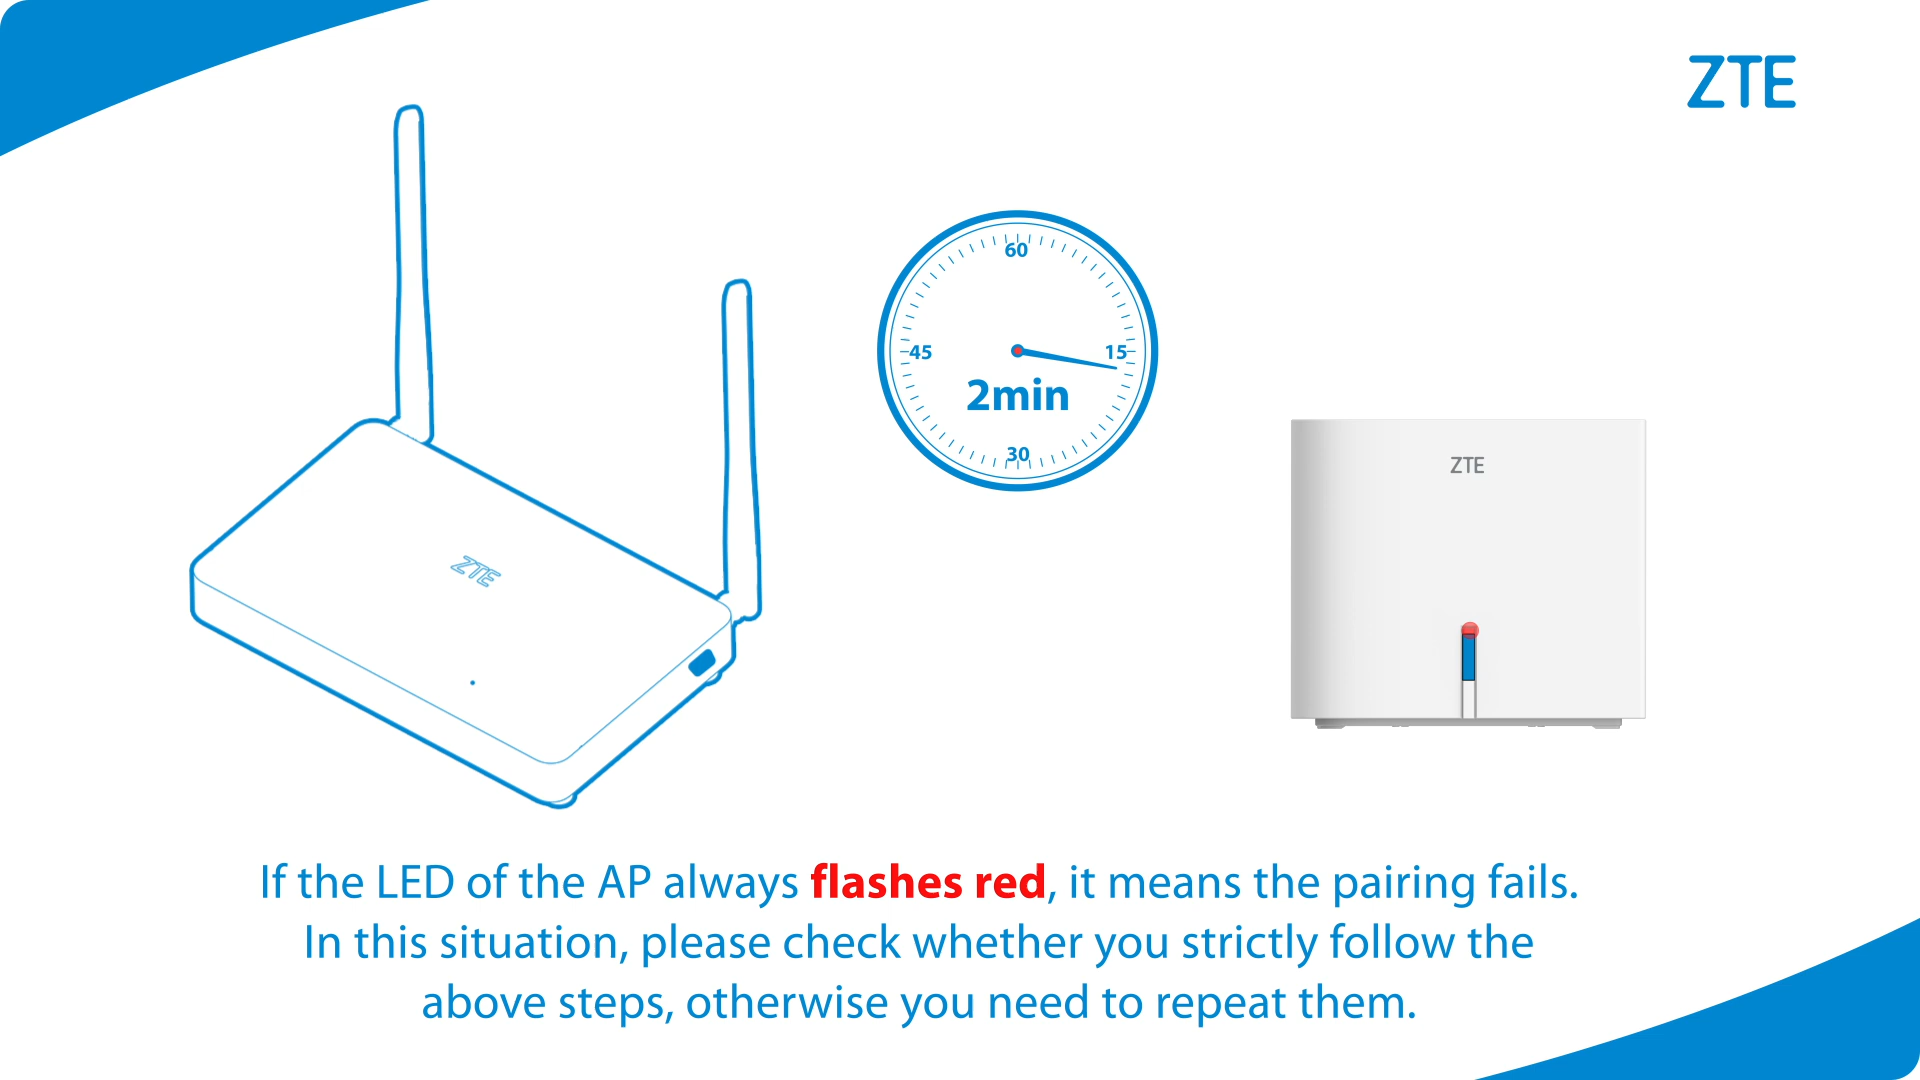 ZTE
60
45
15
2min
30
ZTE
ZTE
If the LED of the AP always flashes red, it means the pairing fails.
In this situation, please check whether you strictly follow the
above steps, otherwise you need to repeat them.